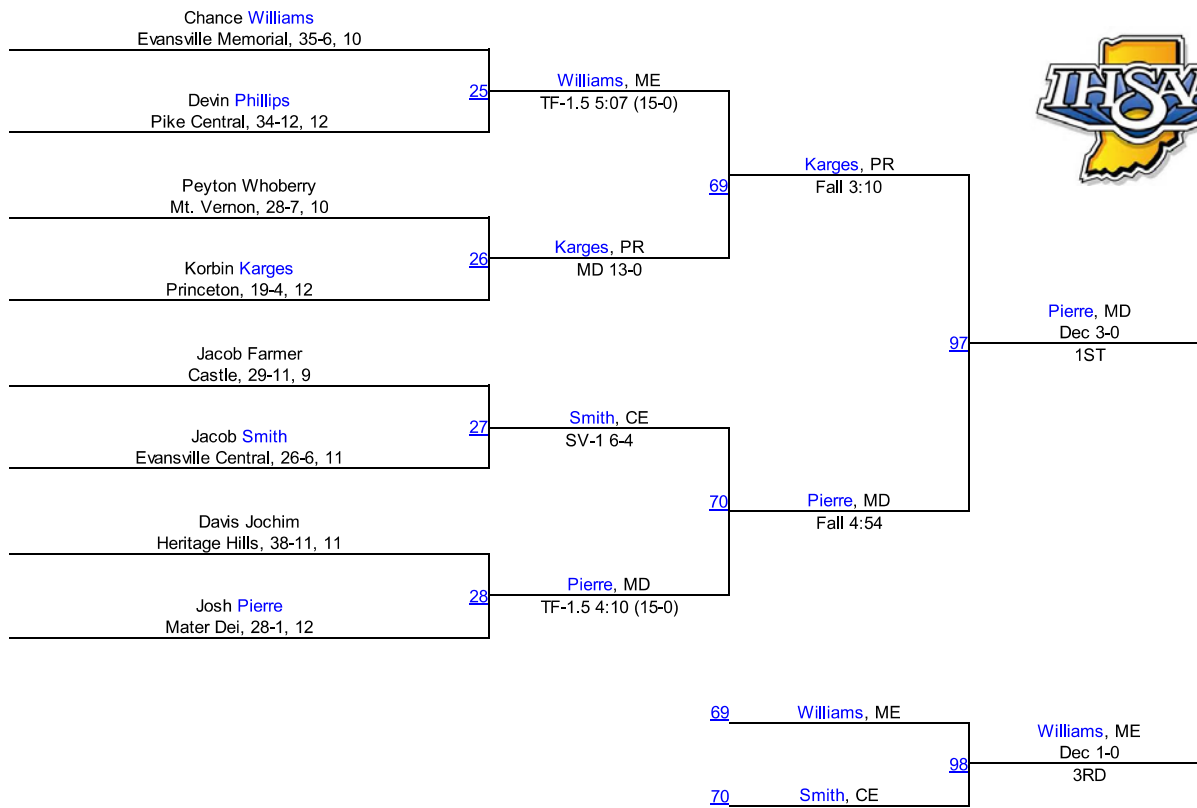 Chance Williams
Evansville Memorial, 35-6, 10
25
Williams, ME
TF-1.5 5:07 (15-0)
Devin Phillips
Pike Central, 34-12, 12
IHSAA
69
Karges, PR
Fall 3:10
Peyton Whoberry
Mt. Vernon, 28-7, 10
26
Karges, PR
MD 13-0
Korbin Karges
Princeton, 19-4, 12
97
Pierre, MD
Dec 3-0
1ST
Jacob Farmer
Castle, 29-11, 9
27
Smith, CE
SV-1 6-4
Jacob Smith
Evansville Central, 26-6, 11
70
Pierre, MD
Fall 4:54
Davis Jochim
Heritage Hills, 38-11, 11
28
Pierre, MD
TF-1.5 4:10 (15-0)
Josh Pierre
Mater Dei, 28-1, 12
69
Williams, ME
98
Williams, ME
Dec 1-0
3RD
70
Smith, CE